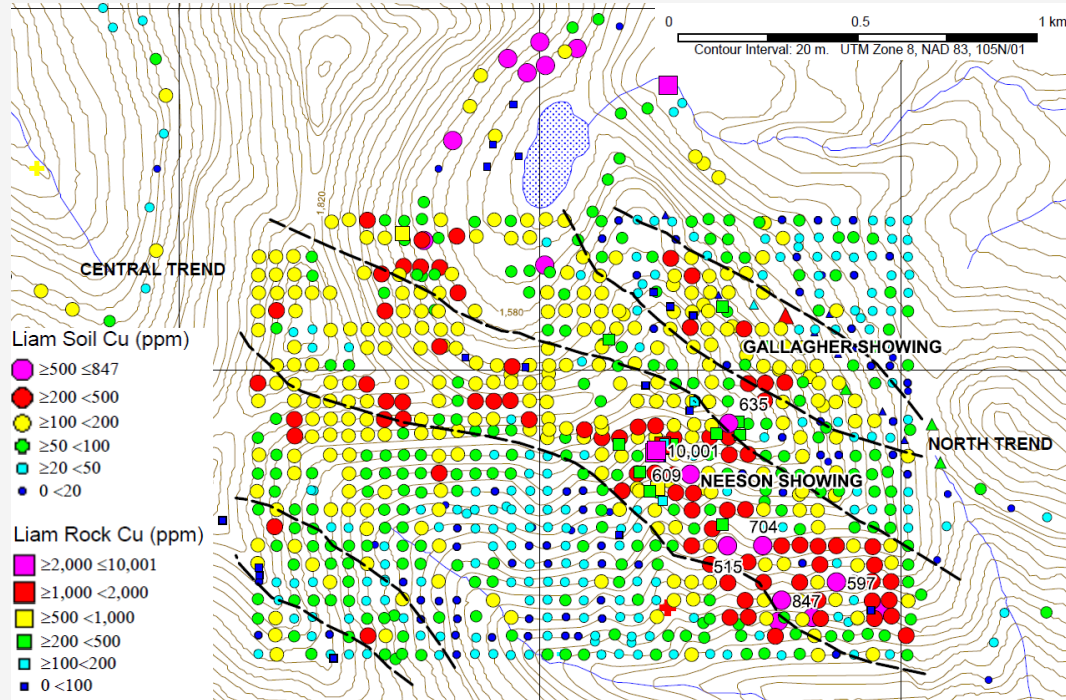 0 0.5 1 km
Contour Interval: 20 m. UTM Zone 8, NAD 83, 105N/01
1,820
CENTRAL TREND
1,580
Liam Soil Cu (ppm)
≥500 ≤847
≥200 <500
≥100 <200
≥50 <100
≥20 <50
0 <20
GALLAGHER SHOWING
635
NORTH TREND
10,001
609
NEESON SHOWING
704
515
597
847
Liam Rock Cu (ppm)
≥2,000 ≤10,001
≥1,000 <2,000
≥500 <1,000
≥200 <500
≥100<200
0 <100